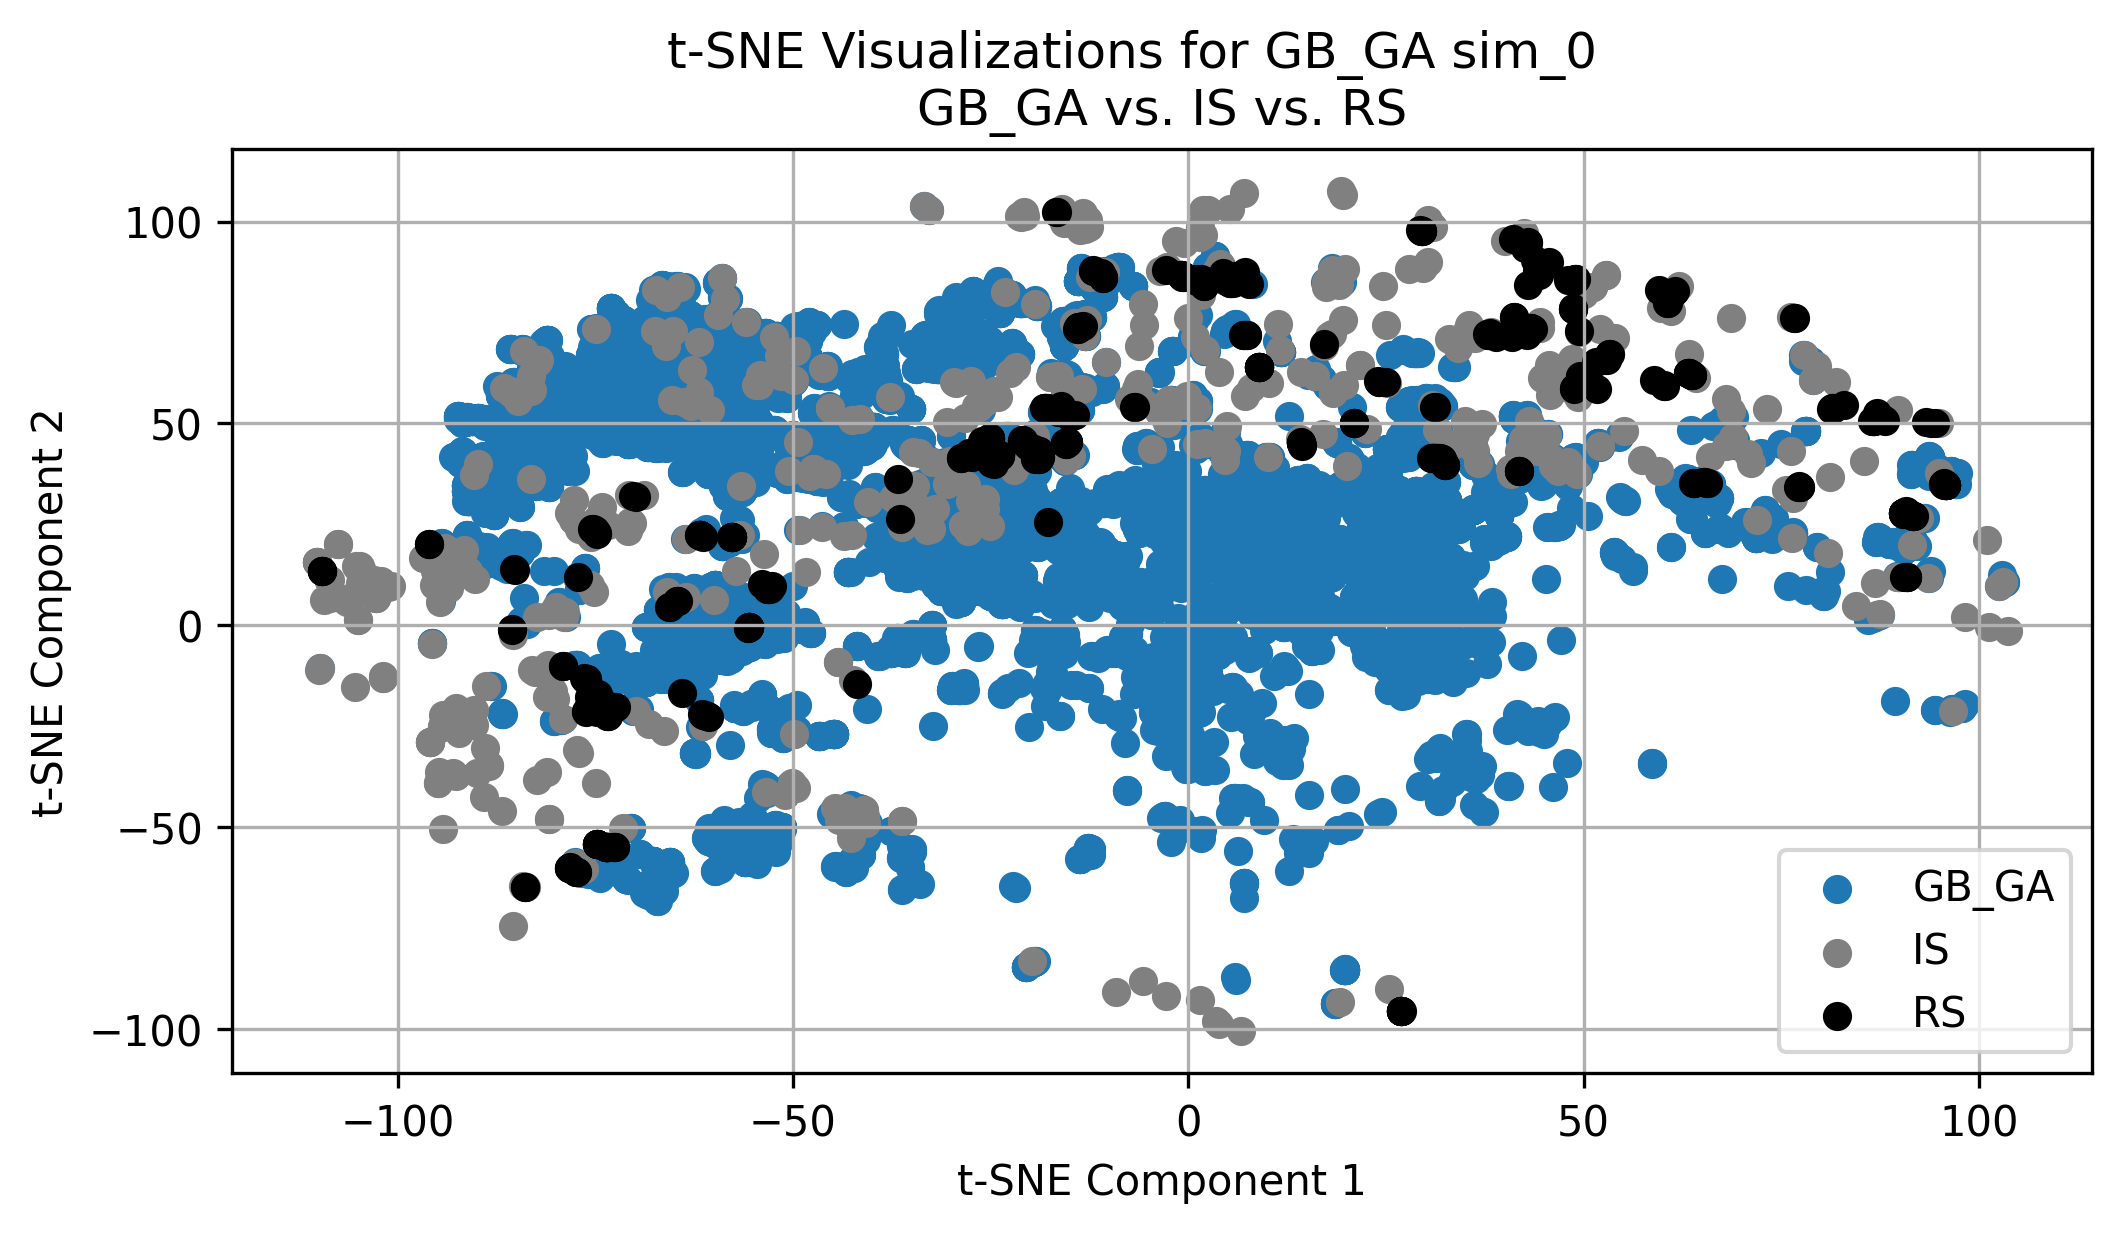 t-SNE Visualizations for GB_GA sim_0
GB_GA vs. IS vs. RS
t-SNE Component 2
100
50
0
−50
−100
GB_GA
IS
RS
−100
−50
0
50
100
t-SNE Component 1